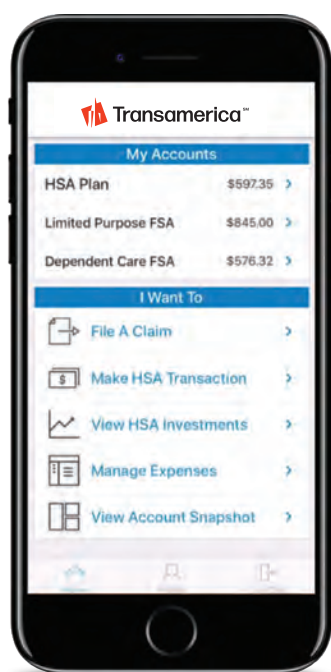 Transamerica℠
My Accounts
HSA Plan $597.35 >
Limited Purpose FSA $845.00 >
Dependent Care FSA $576.32 >
I Want To
File A Claim >
$ Make HSA Transaction >
View HSA Investments >
Manage Expenses >
View Account Snapshot >